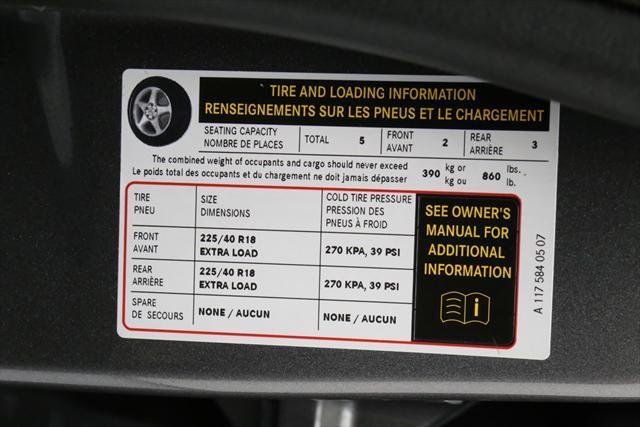 TIRE AND LOADING INFORMATION
RENSEIGNEMENTS SUR LES PNEUS ET LE CHARGEMENT
SEATING CAPACITY
NOMBRE DE PLACES
TOTAL 5
FRONT
AVANT
2
REAR
ARRIÈRE
3
The combined weight of occupants and cargo should never exceed
Le poids total des occupants et du chargement ne doit jamais dépasser
390
kg or
kg ou
860
lbs.
lb.
TIRE
PNEU
SIZE
DIMENSIONS
COLD TIRE PRESSURE
PRESSION DES
PNEUS À FROID
FRONT
AVANT
225/40 R18
EXTRA LOAD
270 KPA, 39 PSI
REAR
ARRIÈRE
225/40 R18
EXTRA LOAD
270 KPA, 39 PSI
SPARE
DE SECOURS
NONE / AUCUN
NONE / AUCUN
SEE OWNER'S
MANUAL FOR
ADDITIONAL
INFORMATION
i
A 117 584 05 07